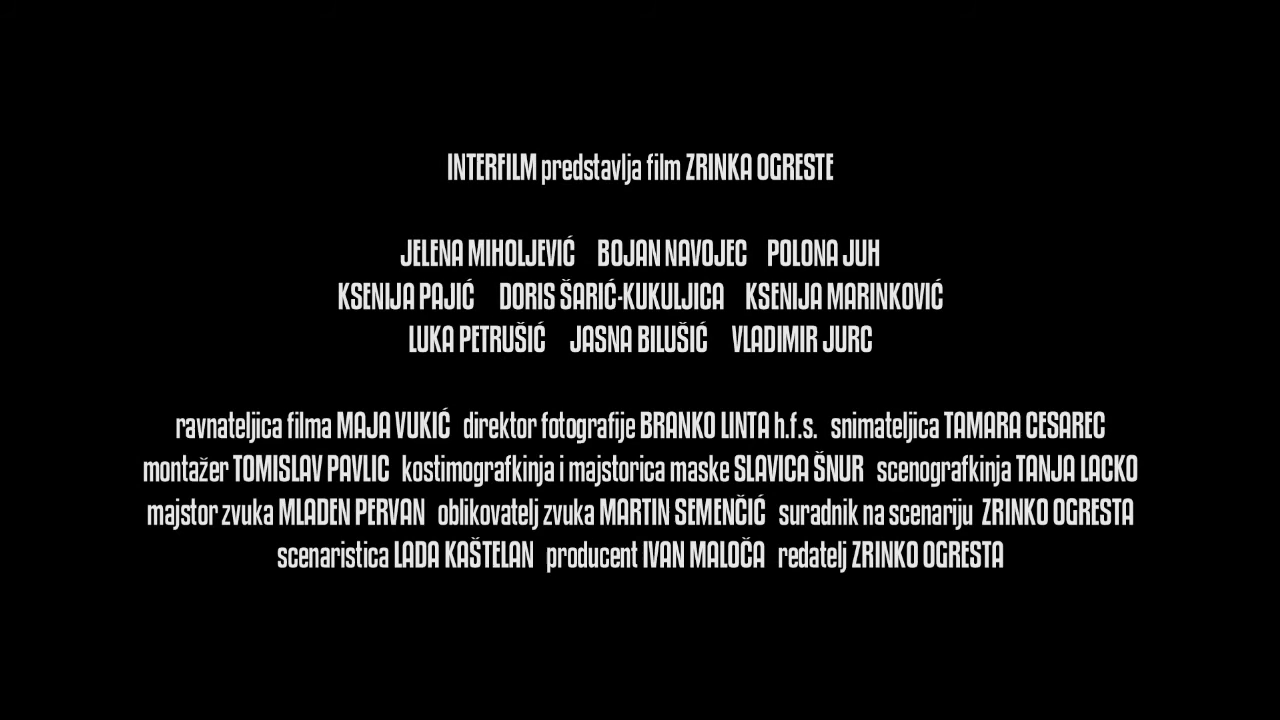 INTERFILM predstavlja film ZRINKA OGRESTE
JELENA MIHOLJEVIĆ BOJAN NAVOJEC POLONA JUH
KSENIJA PAJIĆ DORIS ŠARIĆ-KUKULJICA KSENIJA MARINKOVIĆ
LUKA PETRUŠIĆ JASNA BILUŠIĆ VLADIMIR JURC
ravnateljica filma MAJA VUKIĆ direktor fotografije BRANKO LINTA h.f.s. snimateljica TAMARA CESAREC
montažer TOMISLAV PAVLIC kostimografkinja i majstorica maske SLAVICA ŠNUR scenografkinja TANJA LACKO
majstor zvuka MLADEN PERVAN oblikovatelj zvuka MARTIN SEMENČIĆ suradnik na scenariju ZRINKO OGRESTA
scenaristica LADA KAŠTELAN producent IVAN MALOČA redatelj ZRINKO OGRESTA